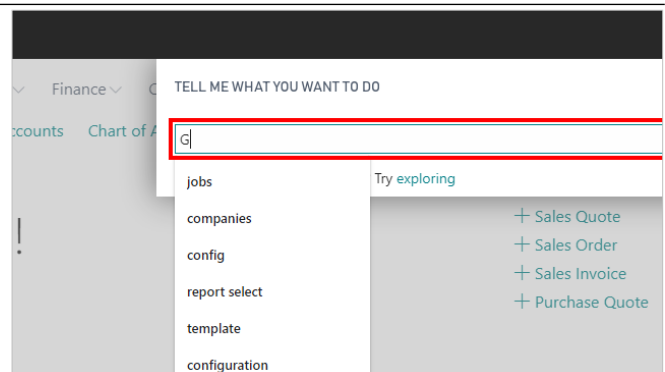 TELL ME WHAT YOU WANT TO DO
Finance
ccounts Chart of A
G
jobs
Try exploring
companies
+ Sales Quote
!
+ Sales Order
config
+ Sales Invoice
report select
+ Purchase Quote
template
configuration